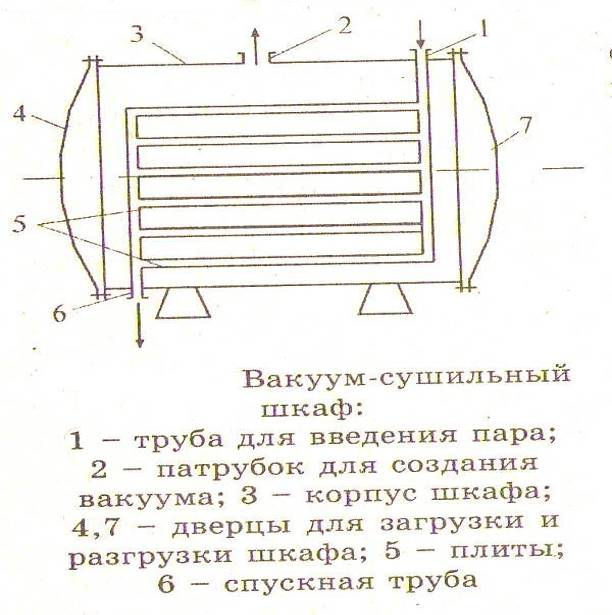 3
2
1
4
7
5
6
Вакуум-сушильный
шкаф:
1 – труба для введения пара;
2 – патрубок для создания
вакуума; 3 – корпус шкафа;
4,7 – дверцы для загрузки и
разгрузки шкафа; 5 – плиты;
6 – спускная труба